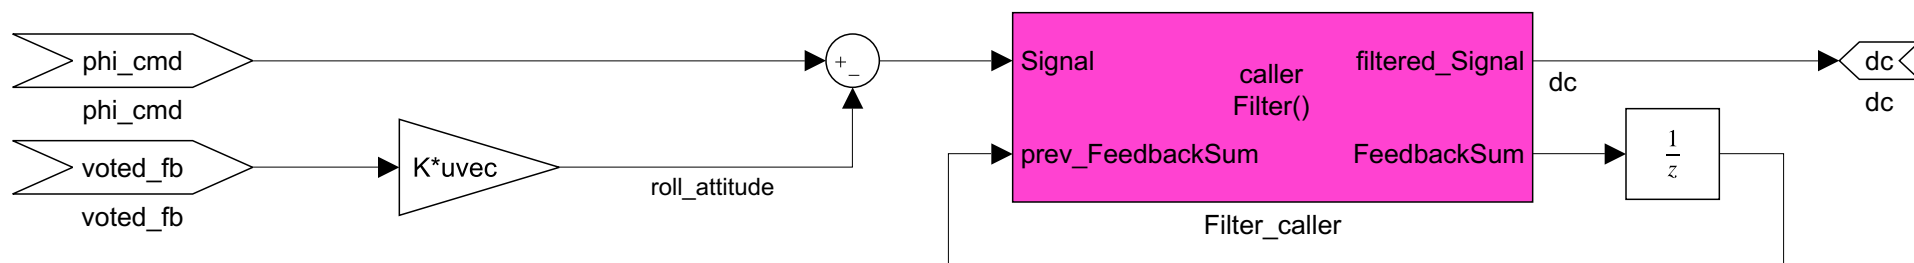 phi_cmd
phi_cmd
voted_fb
voted_fb
K*uvec
roll_attitude
+
_
Signal
prev_FeedbackSum
caller
Filter()
filtered_Signal
FeedbackSum
Filter_caller
dc
1
z
dc
dc